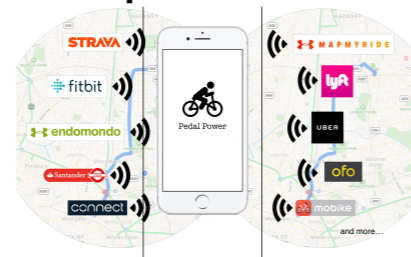 STRAVA
fitbit
endomondo
Santander
connect
Pedal Power
MAPMYRIDE
lyft
UBER
ofo
mobike
and more...